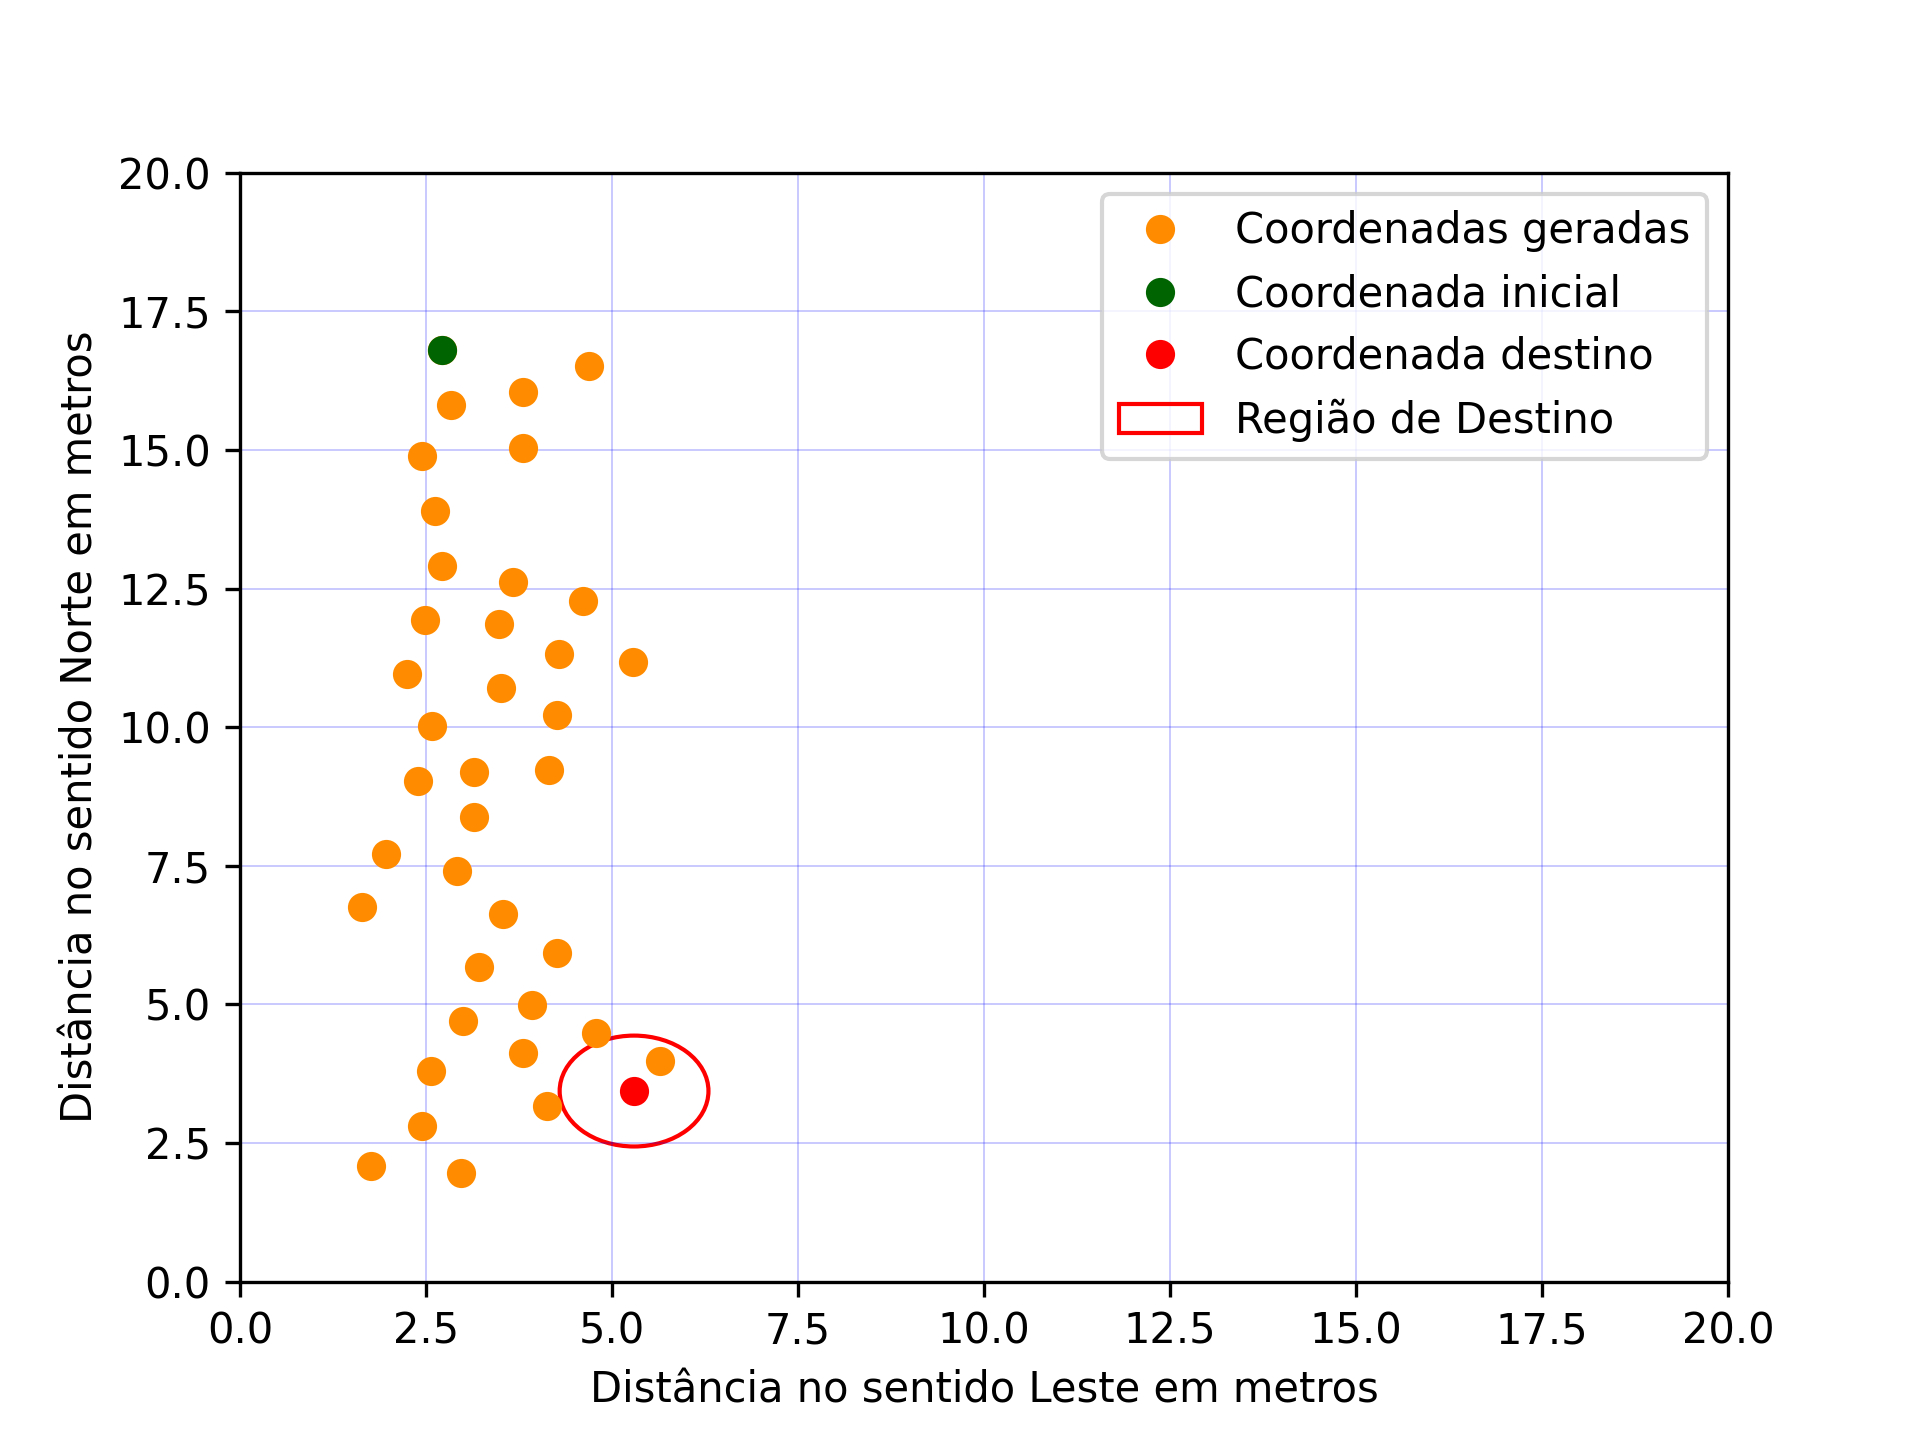 Distância no sentido Norte em metros
20.0
17.5
15.0
12.5
10.0
7.5
5.0
2.5
0.0
Coordenadas geradas
Coordenada inicial
Coordenada destino
Região de Destino
0.0 2.5 5.0 7.5 10.0 12.5 15.0 17.5 20.0
Distância no sentido Leste em metros